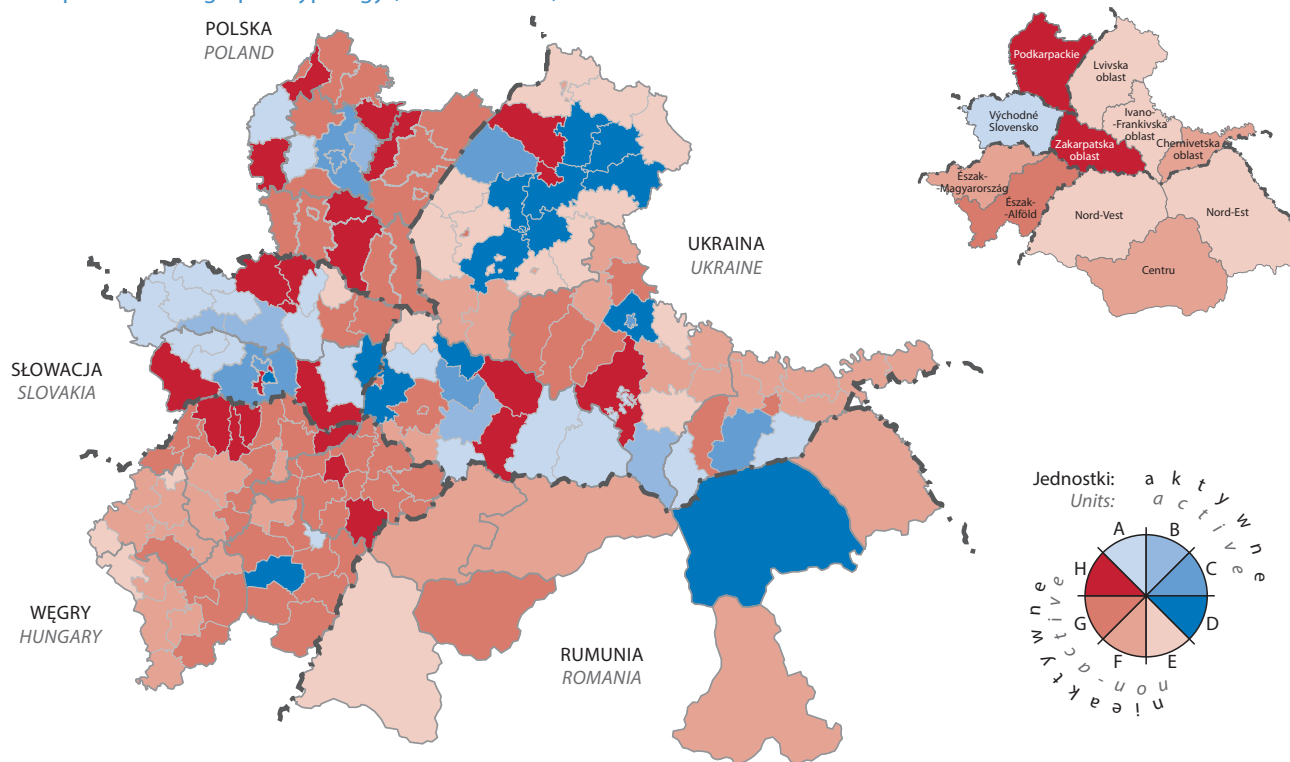 POLSKA
POLAND
UKRAINA
UKRAINE
SŁOWACJA
SLOVAKIA
WĘGRY
HUNGARY
RUMUNIA
ROMANIA
Podkarpackie
Lvivska
oblast
Východné
Slovensko
Ivano-
-Frankivska
oblast
Zakarpatska
oblast
Chernivetska
oblast
Észak-
-Magyarország
Észak-
-Alföld
Nord-Vest
Nord-Est
Centru
Jednostki:
Units:
aktywne
active
A
B
C
D
E
F
G
H
nieaktywne
non-active